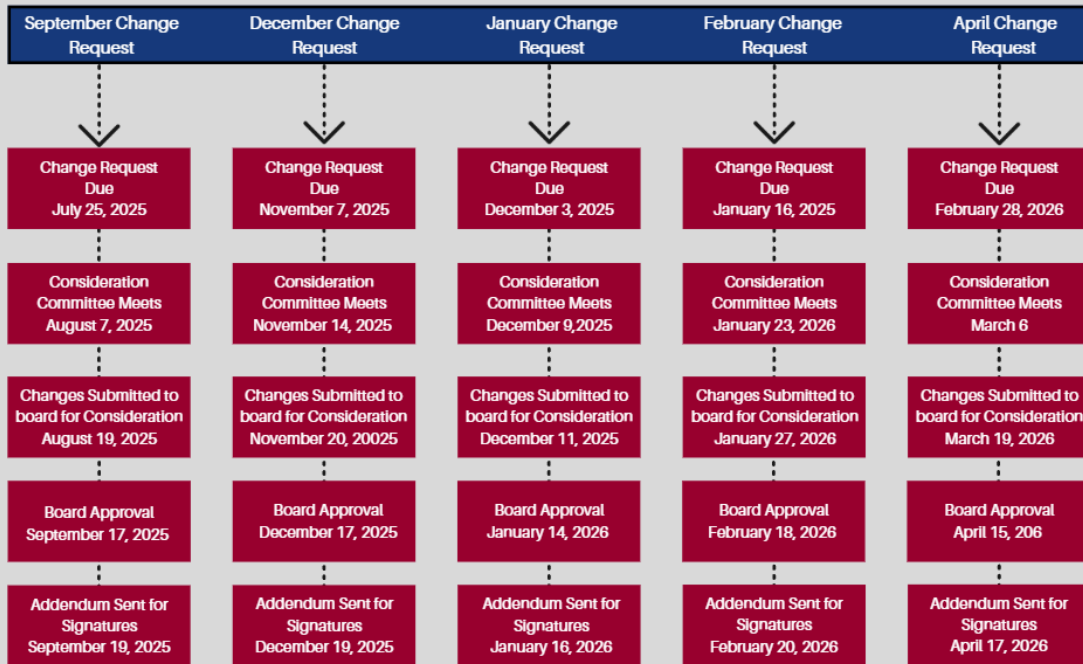 September Change
Request
December Change
Request
January Change
Request
February Change
Request
April Change
Request
Change Request
Due
July 25, 2025
Change Request
Due
November 7, 2025
Change Request
Due
December 3, 2025
Change Request
Due
January 16, 2025
Change Request
Due
February 28, 2026
Consideration
Committee Meets
August 7, 2025
Consideration
Committee Meets
November 14, 2025
Consideration
Committee Meets
December 9,2025
Consideration
Committee Meets
January 23, 2026
Consideration
Committee Meets
March 6
Changes Submitted to
board for Consideration
August 19, 2025
Changes Submitted to
board for Consideration
November 20, 20025
Changes Submitted to
board for Consideration
December 11, 2025
Changes Submitted to
board for Consideration
January 27, 2026
Changes Submitted to
board for Consideration
March 19, 2026
Board Approval
September 17, 2025
Board Approval
December 17, 2025
Board Approval
January 14, 2026
Board Approval
February 18, 2026
Board Approval
April 15, 206
Addendum Sent for
Signatures
September 19, 2025
Addendum Sent for
Signatures
December 19, 2025
Addendum Sent for
Signatures
January 16, 2026
Addendum Sent for
Signatures
February 20, 2026
Addendum Sent for
Signatures
April 17, 2026